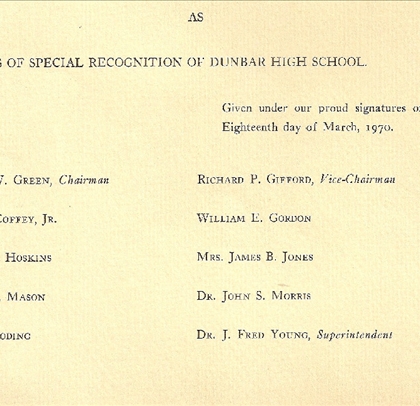 AS
OF SPECIAL RECOGNITION OF DUNBAR HIGH SCHOOL.
Given under our proud signatures
Eighteenth day of March, 1970.
. GREEN, Chairman
RICHARD P. GIFFORD, Vice-Chairman
COFFEY, JR.
WILLIAM E. GORDON
HOSKINS
MRS. JAMES B. JONES
MASON
DR. JOHN S. MORRIS
DR. J. FRED YOUNG, Superintendent